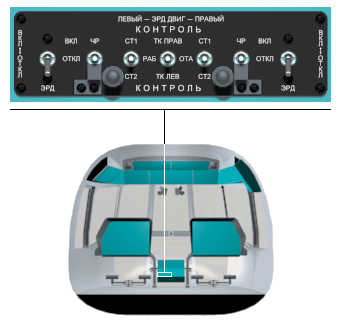 ЛЕВЫЙ — ЭРД ДВИГ — ПРАВЫЙ
КОНТРОЛЬ
ВКЛ ЧР ТК ПРАВ СТ1 СТ1 ЧР ВКЛ
ВКЛ|ОТКЛ ОТКЛ РАБ ОТА ОТКЛ ВКЛ|ОТКЛ
СТ2 ТК ЛЕВ СТ2
ЭРД КОНТРОЛЬ ЭРД